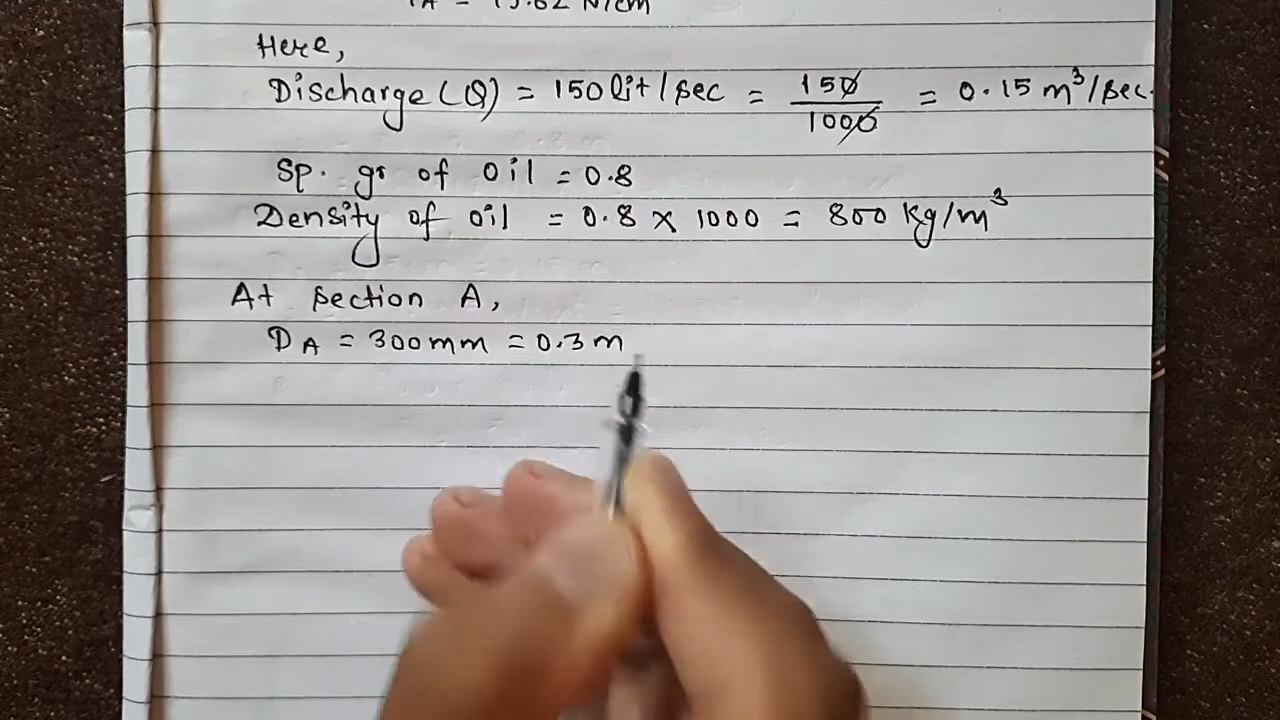 Here,
Discharge (Q) = 150 lit/sec = 150/1000 = 0.15 m³/sec.
Sp. gr of oil = 0.8
Density of oil = 0.8 × 1000 = 800 kg/m³
At section A,
D_A = 300mm = 0.3m